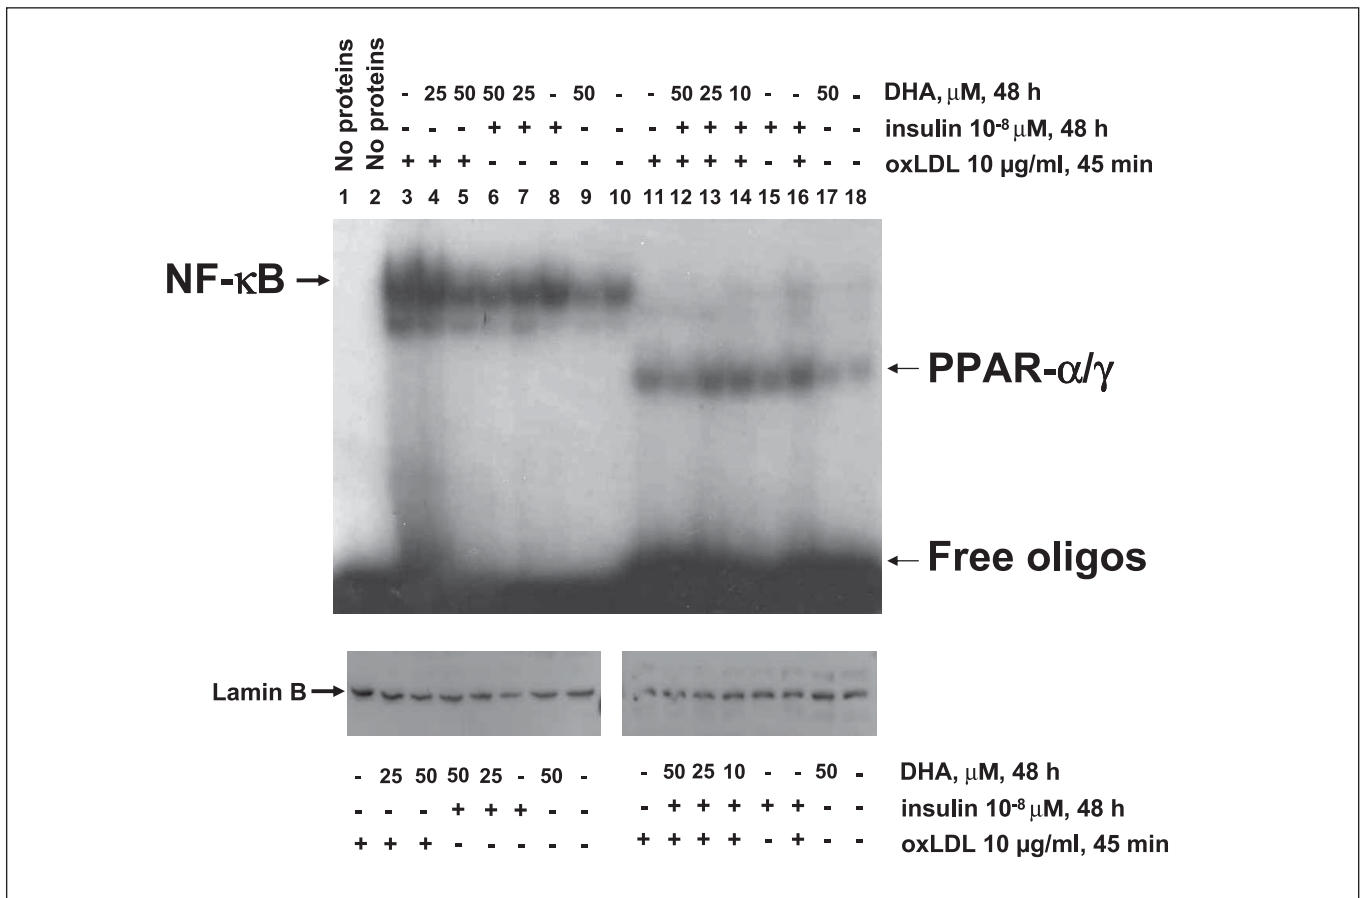 No proteins
No proteins
- 25 50 50 25 - 50 - - 50 25 10 - - 50 - DHA, μM, 48 h
- - - + + + - - - + + + + + - - insulin 10⁻⁸ μM, 48 h
+ + + - - - - - + + + + - + - - oxLDL 10 µg/ml, 45 min
1 2 3 4 5 6 7 8 9 10 11 12 13 14 15 16 17 18
NF-κB
PPAR-α/γ
Free oligos
Lamin B
- 25 50 50 25 - 50 - - 50 25 10 - - 50 - DHA, μM, 48 h
- - - + + + - - - + + + + + - - insulin 10⁻⁸ μM, 48 h
+ + + - - - - - + + + + - + - - oxLDL 10 µg/ml, 45 min